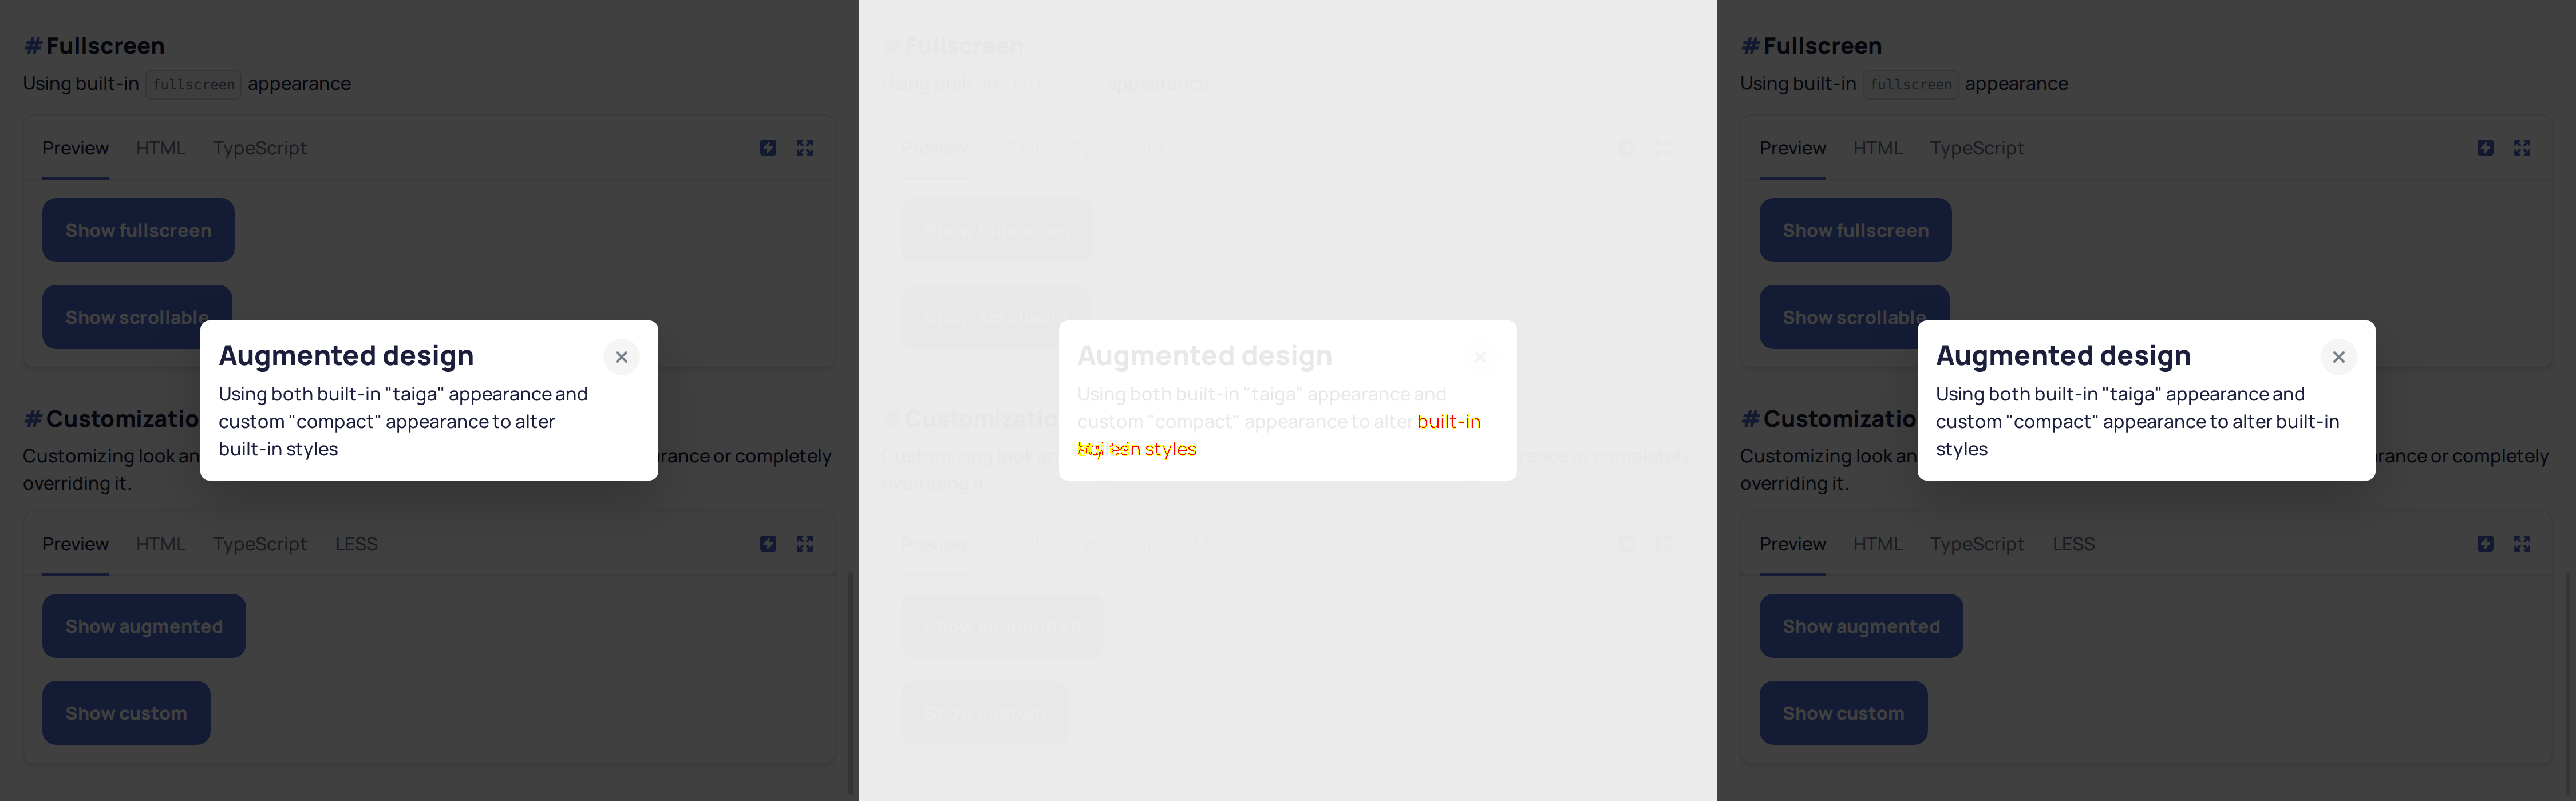 #Fullscreen
Using built-in fullscreen appearance
Preview HTML TypeScript
Show fullscreen
Show scrollable
Augmented design
Using both built-in "taiga" appearance and
custom "compact" appearance to alter
built-in styles
#Customizatio
Customizing look an
rance or completely
overriding it.
Preview HTML TypeScript LESS
Show augmented
Show custom
#Fullscreen
Using built-in fullscreen appearance
Preview HTML TypeScript
Show fullscreen
Show scrollable
Augmented design
Using both built-in "taiga" appearance and
custom "compact" appearance to alter built-in
styles
#Customizatio
Customizing look an
rance or completely
overriding it.
Preview HTML TypeScript LESS
Show augmented
Show custom
#Fullscreen
Using built-in fullscreen appearance
Preview HTML TypeScript
Show fullscreen
Show scrollable
Augmented design
Using both built-in "taiga" appearance and
custom "compact" appearance to alter built-in
styles
#Customizatio
Customizing look an
rance or completely
overriding it.
Preview HTML TypeScript LESS
Show augmented
Show custom